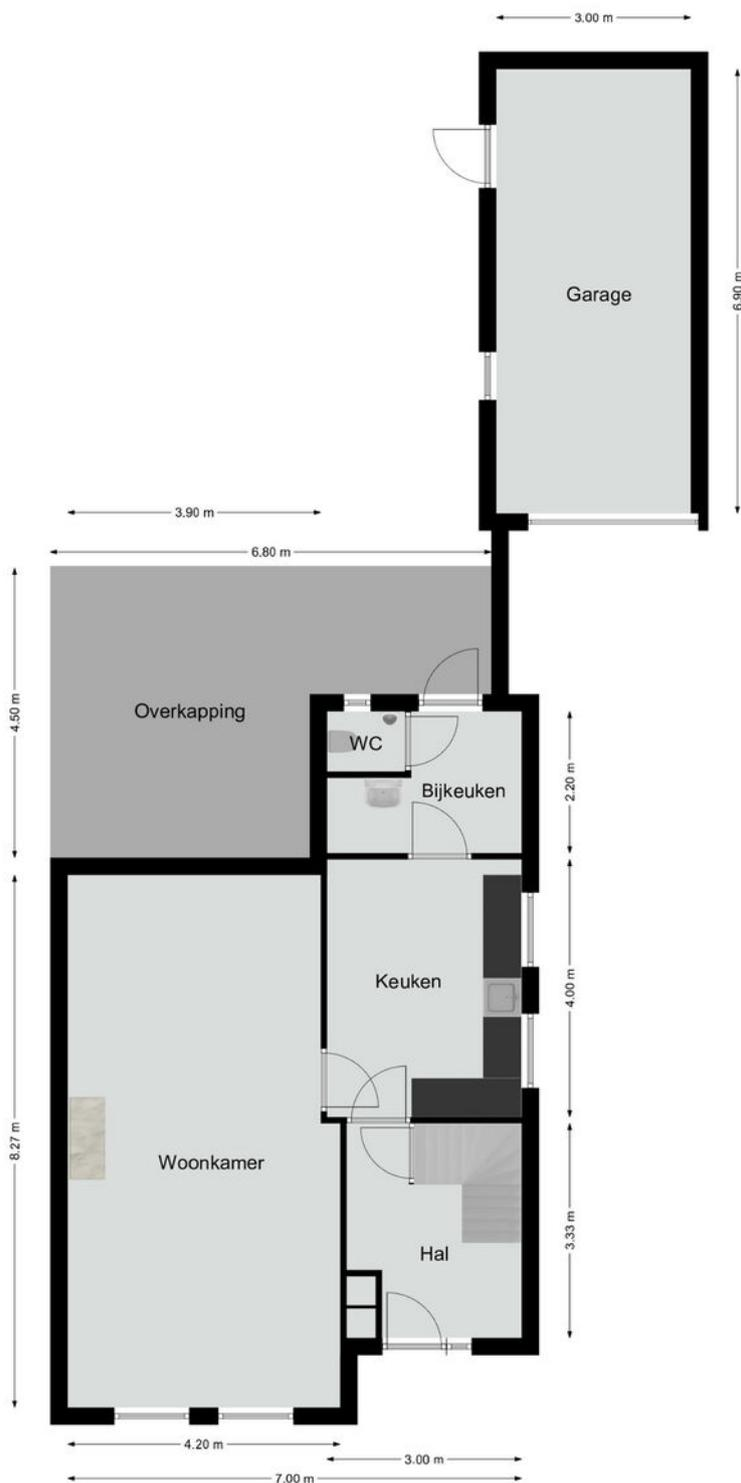 3.00 m
Garage
6.90 m
3.90 m
6.80 m
4.50 m
Overkapping
WC
Bijkeuken
2.20 m
Keuken
4.00 m
8.27 m
Woonkamer
Hal
3.33 m
4.20 m
3.00 m
7.00 m